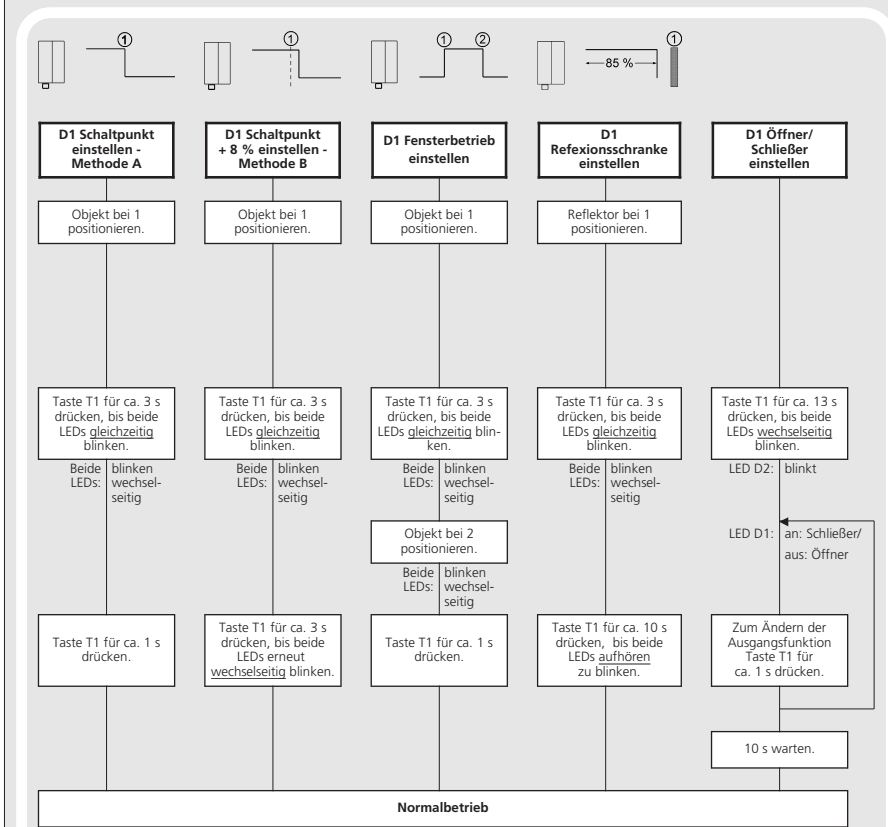 1
1
1 2
85 % 1
D1 Schaltpunkt
einstellen -
Methode A
D1 Schaltpunkt
+ 8 % einstellen -
Methode B
D1 Fensterbetrieb
einstellen
D1
Refexionsschranke
einstellen
D1 Öffner/
Schließer
einstellen
Objekt bei 1
positionieren.
Objekt bei 1
positionieren.
Objekt bei 1
positionieren.
Reflektor bei 1
positionieren.
Taste T1 für ca. 3 s
drücken, bis beide
LEDs gleichzeitig
blinken.
Taste T1 für ca. 3 s
drücken, bis beide
LEDs gleichzeitig
blinken.
Taste T1 für ca. 3 s
drücken, bis beide
LEDs gleichzeitig blin-
ken.
Taste T1 für ca. 3 s
drücken, bis beide
LEDs gleichzeitig
blinken.
Taste T1 für ca. 13 s
drücken, bis beide
LEDs wechselseitig
blinken.
Beide blinken
LEDs: wechsel-
seitig
Beide blinken
LEDs: wechsel-
seitig
Beide blinken
LEDs: wechsel-
seitig
Beide blinken
LEDs: wechsel-
seitig
LED D2: blinkt
Objekt bei 2
positionieren.
LED D1: an: Schließer/
aus: Öffner
Beide blinken
LEDs: wechsel-
seitig
Taste T1 für ca. 1 s
drücken.
Taste T1 für ca. 3 s
drücken, bis beide
LEDs erneut
wechselseitig blinken.
Taste T1 für ca. 1 s
drücken.
Taste T1 für ca. 10 s
drücken, bis beide
LEDs aufhören
zu blinken.
Zum Ändern der
Ausgangsfunktion
Taste T1 für
ca. 1 s drücken.
10 s warten.
Normalbetrieb